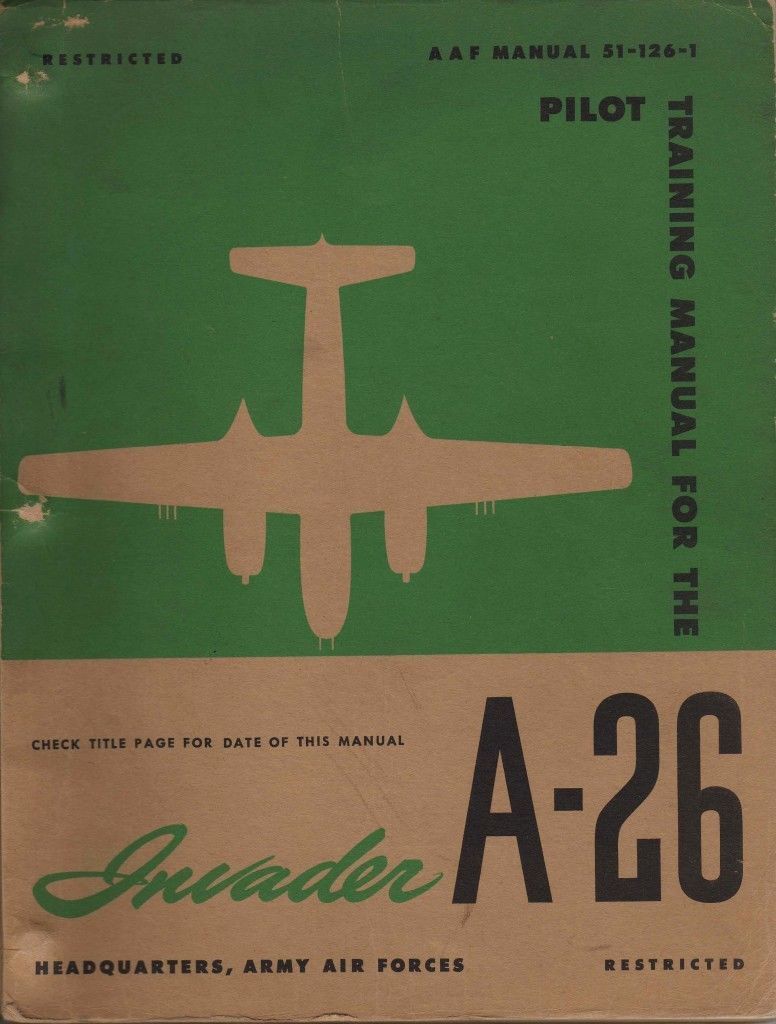 RESTRICTED
AAF MANUAL 51-126-1
PILOT
TRAINING MANUAL FOR THE
A-26
CHECK TITLE PAGE FOR DATE OF THIS MANUAL
Invader
HEADQUARTERS, ARMY AIR FORCES
RESTRICTED